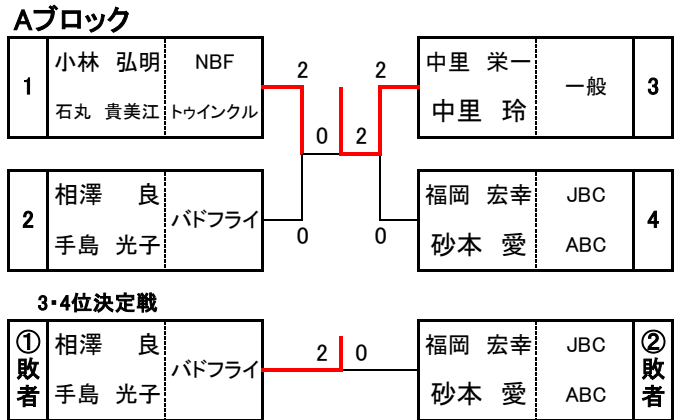 Aブロック
1 小林 弘明 NBF
石丸 貴美江 トゥインクル
2 2
中里 栄一 一般 3
中里 玲
0 2
2 相澤 良 バドフライ
手島 光子
0 0
福岡 宏幸 JBC 4
砂本 愛 ABC
3・4位決定戦
①敗者 相澤 良 バドフライ
手島 光子
2 0
福岡 宏幸 JBC ②敗者
砂本 愛 ABC